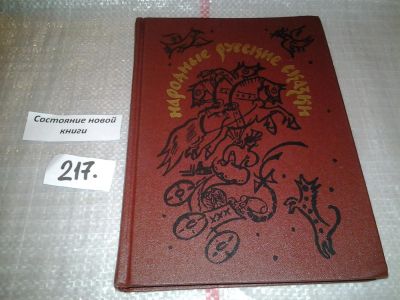 народные русские сказки
Состояние новой
книги
217.